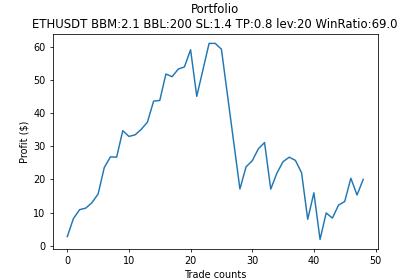 Portfolio
ETHUSDT BBM:2.1 BBL:200 SL:1.4 TP:0.8 lev:20 WinRatio:69.0
60
50
40
30
20
10
0
Profit ($)
0 10 20 30 40 50
Trade counts